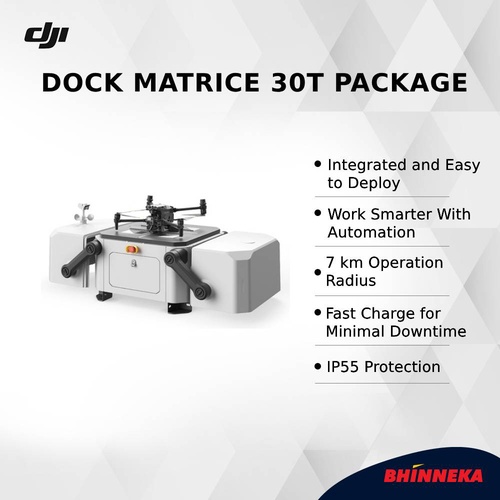 dji
DOCK MATRICE 30T PACKAGE
• Integrated and Easy
to Deploy
• Work Smarter With
Automation
• 7 km Operation
Radius
• Fast Charge for
Minimal Downtime
• IP55 Protection
BHINNEKA